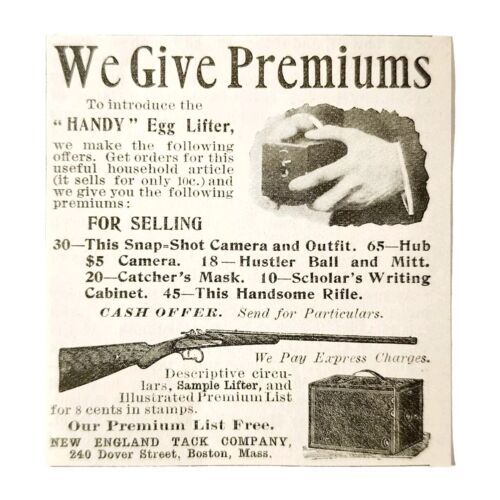 We Give Premiums
To introduce the
"HANDY" Egg Lifter,
we make the following
offers. Get orders for this
useful household article
(it sells for only 10c.) and
we give you the following
premiums:
FOR SELLING
30—This Snap=Shot Camera and Outfit. 65—Hub
$5 Camera. 18—Hustler Ball and Mitt.
20—Catcher's Mask. 10—Scholar's Writing
Cabinet. 45—This Handsome Rifle.
CASH OFFER. Send for Particulars.
We Pay Express Charges.
Descriptive circu-
lars, Sample Lifter, and
Illustrated Premium List
for 8 cents in stamps.
Our Premium List Free.
NEW ENGLAND TACK COMPANY,
240 Dover Street, Boston, Mass.